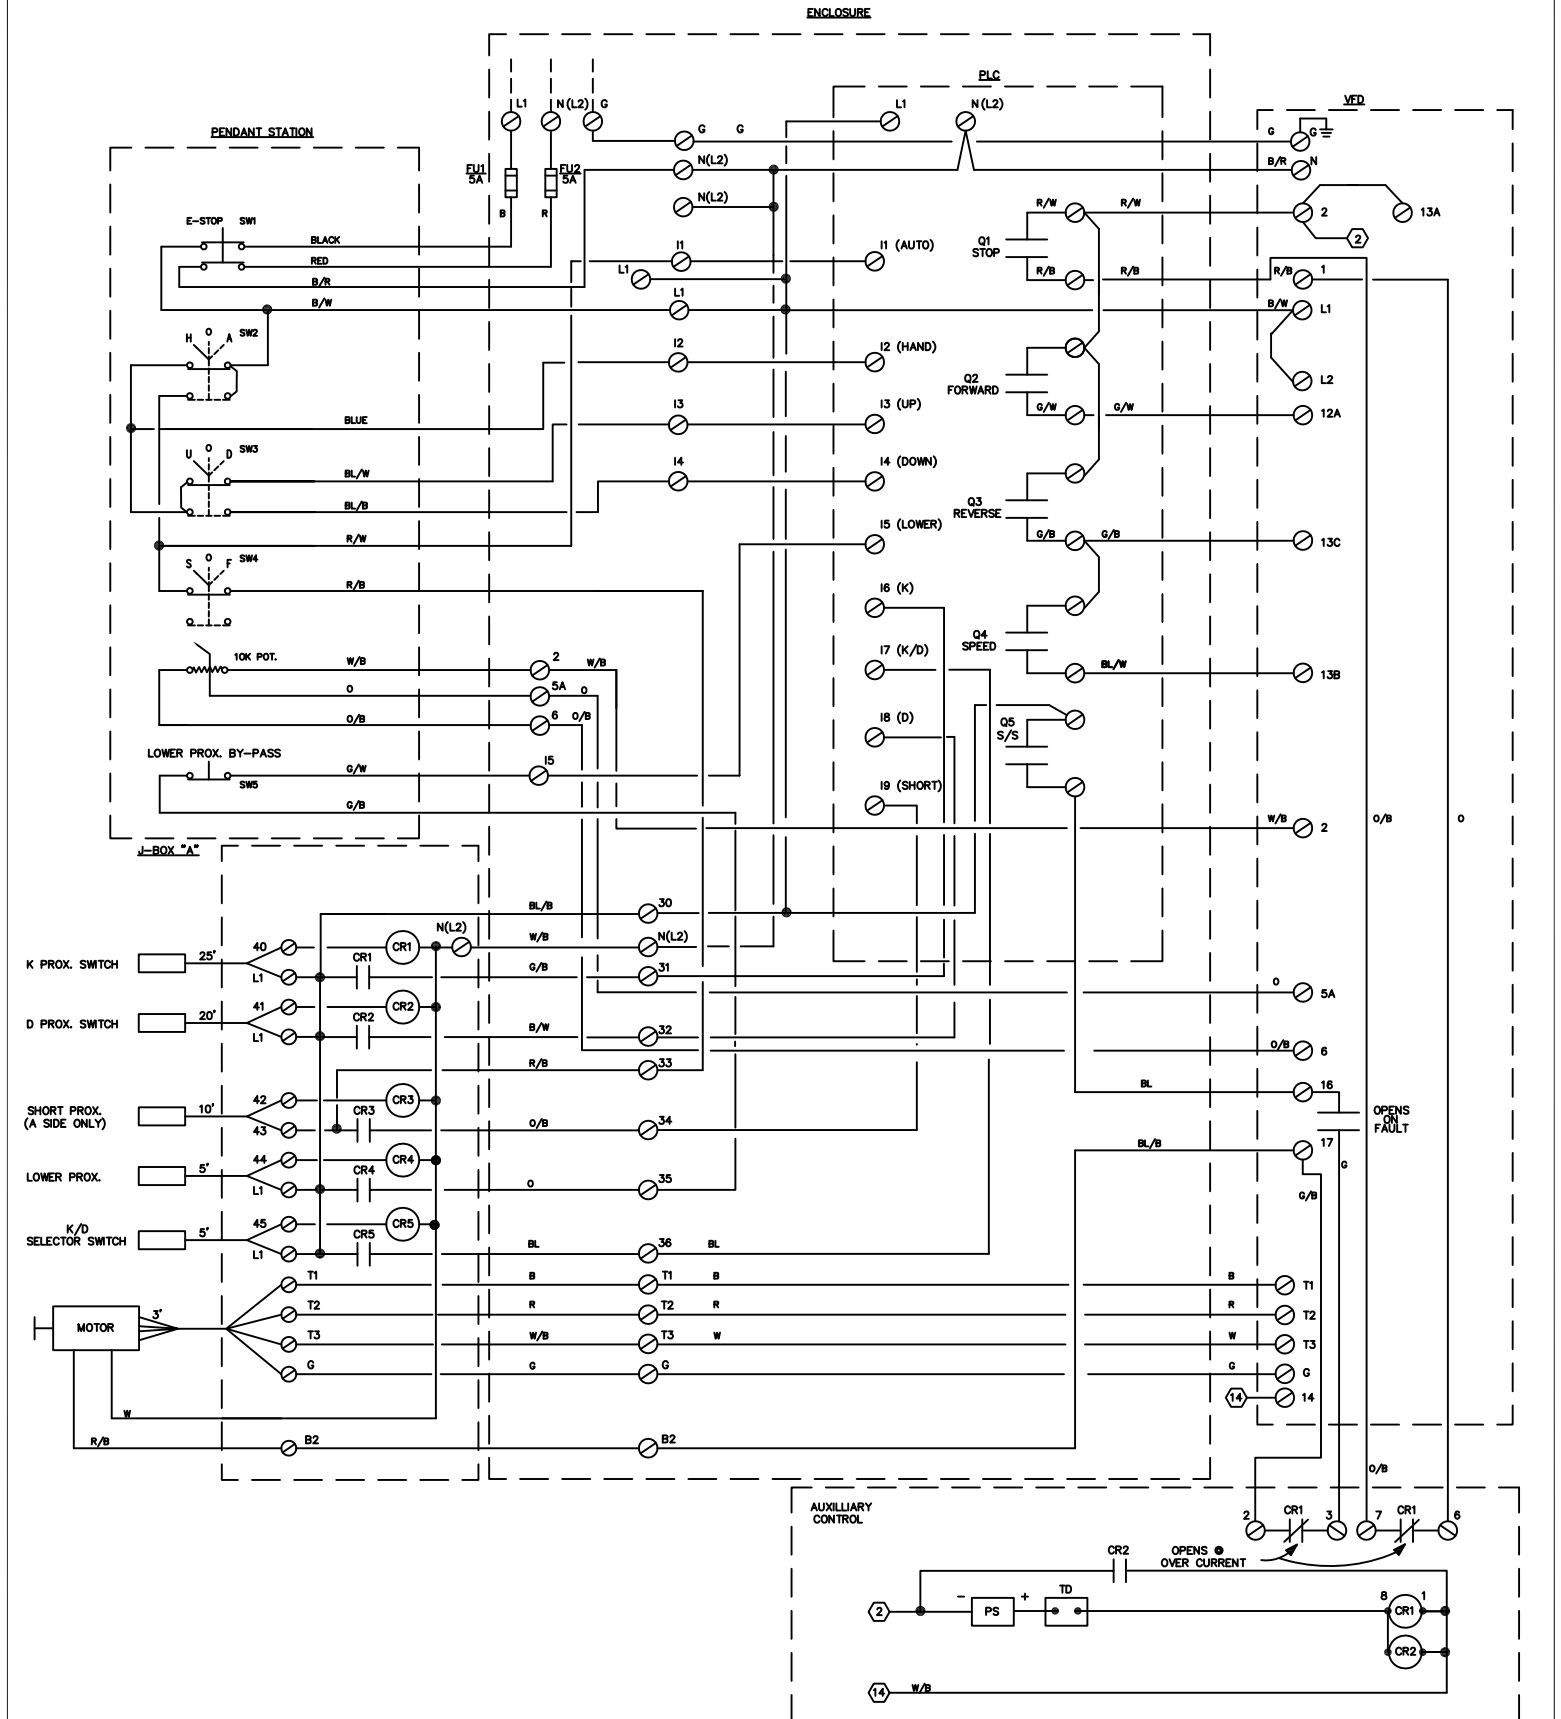 ENCLOSURE
PLC
VFD
PENDANT STATION
L1
N (L2)
G
L1
N (L2)
G
G
G
G
FU1
5A
FU2
5A
N(L2)
B/R
N
B
R
N(L2)
R/W
R/W
2
13A
E-STOP
SW1
BLACK
RED
B/R
B/W
I1
I1 (AUTO)
Q1
STOP
2
L1
R/B
R/B
R/B
1
L1
B/W
L1
H
O
A
SW2
I2
I2 (HAND)
Q2
FORWARD
L2
BLUE
I3
I3 (UP)
G/W
G/W
12A
U
O
D
SW3
BL/W
I4
I4 (DOWN)
BL/B
Q3
REVERSE
R/W
I5 (LOWER)
G/B
G/B
13C
S
O
F
SW4
R/B
I6 (K)
Q4
SPEED
10K POT.
W/B
2
W/B
I7 (K/D)
BL/W
13B
O
5A
O
O/B
6
O/B
I8 (D)
Q5
S/S
LOWER PROX. BY-PASS
SW5
G/W
I5
I9 (SHORT)
G/B
W/B
2
O/B
O
J-BOX "A"
BL/B
30
N(L2)
40
CR1
W/B
N(L2)
K PROX. SWITCH
25'
L1
CR1
G/B
31
O
5A
41
CR2
D PROX. SWITCH
20'
L1
CR2
B/W
32
O/B
6
R/B
33
BL
16
42
CR3
SHORT PROX.
(A SIDE ONLY)
10'
43
CR3
O/B
34
OPENS
ON
FAULT
BL/B
17
44
CR4
LOWER PROX.
5'
L1
CR4
O
35
G
G/B
45
CR5
K/D
SELECTOR SWITCH
5'
L1
CR5
BL
36
BL
T1
B
T1
B
B
T1
T2
R
T2
R
R
T2
MOTOR
3'
T3
W/B
T3
W
W
T3
G
G
G
G
G
14
14
W
R/B
B2
B2
O/B
AUXILLIARY
CONTROL
2
CR1
3
7
CR1
6
OPENS @
OVER CURRENT
CR2
2
-
PS
+
TD
8
CR1
1
CR2
14
W/B